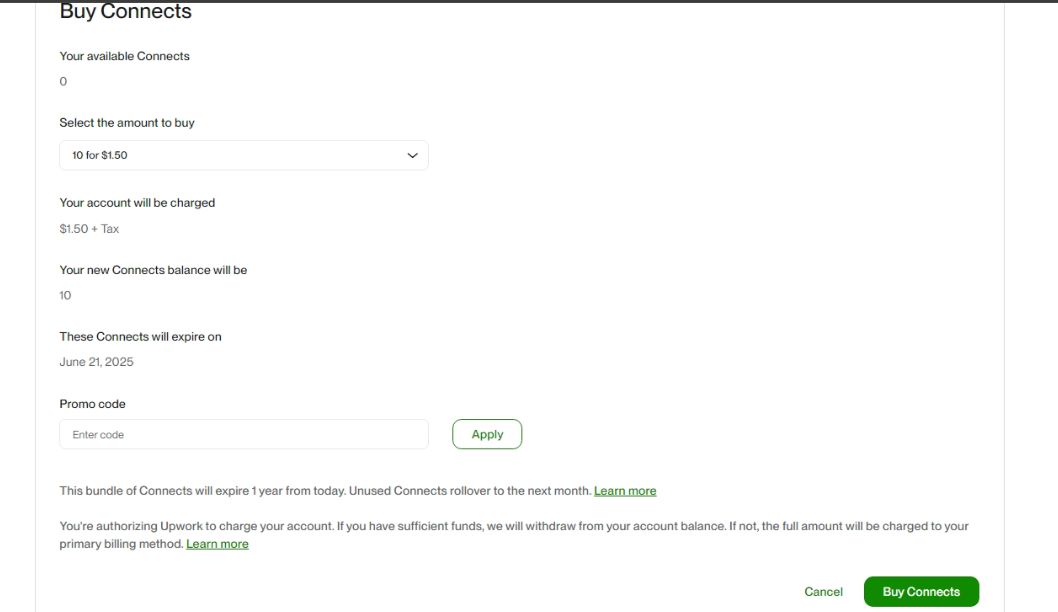 Buy Connects
Your available Connects
0
Select the amount to buy
10 for $1.50
Your account will be charged
$1.50 + Tax
Your new Connects balance will be
10
These Connects will expire on
June 21, 2025
Promo code
Enter code
Apply
This bundle of Connects will expire 1 year from today. Unused Connects rollover to the next month. Learn more
You're authorizing Upwork to charge your account. If you have sufficient funds, we will withdraw from your account balance. If not, the full amount will be charged to your
primary billing method. Learn more
Cancel
Buy Connects